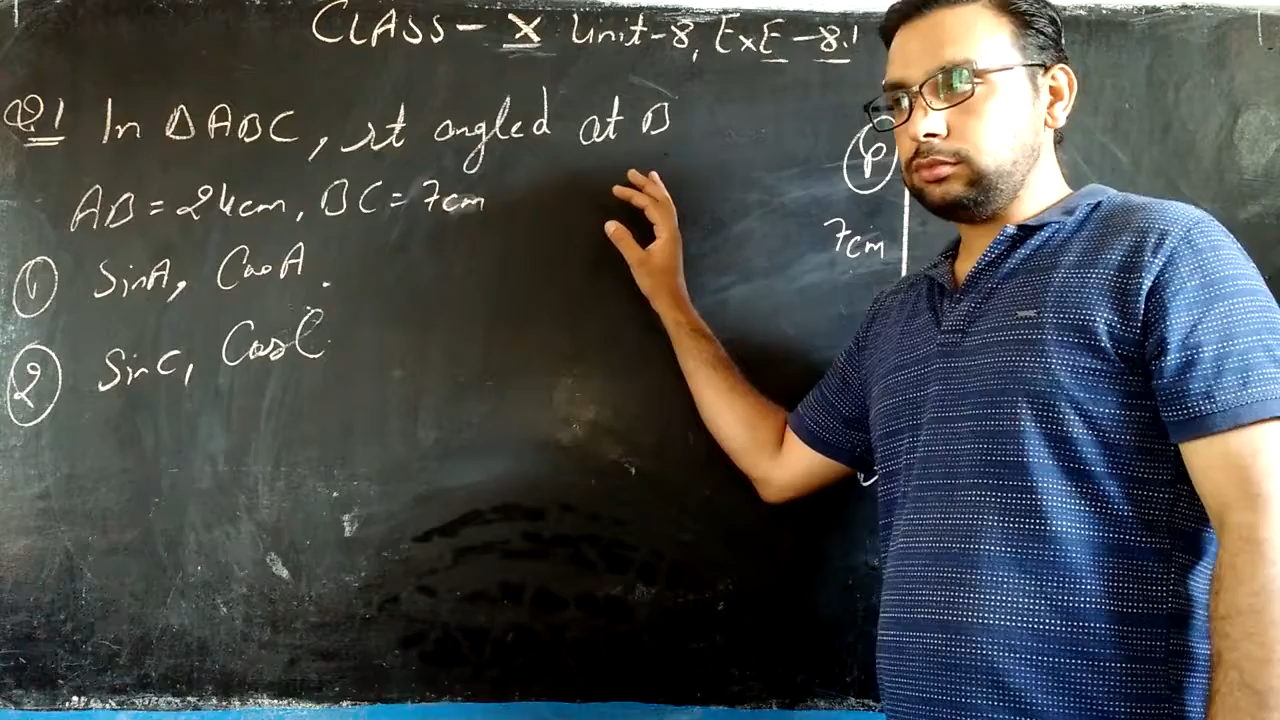 CLASS - X Unit-8, ExE - 8.1
Q.1 In ΔABC, rt angled at B
AB = 24cm, BC = 7cm
① SinA, CosA.
② SinC, CosC
7cm